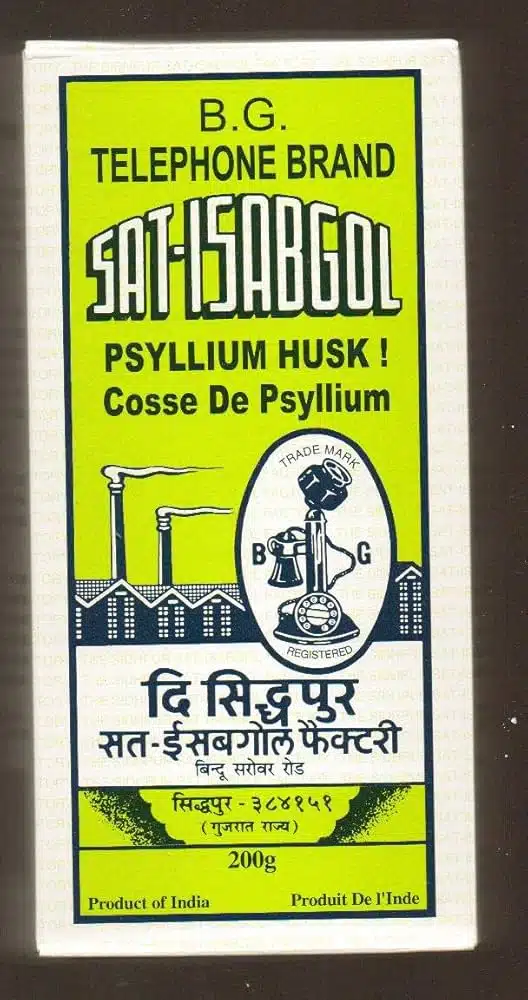 B.G.
TELEPHONE BRAND
SAT-ISABGOL
PSYLLIUM HUSK !
Cosse De Psyllium
TRADE MARK
B G
REGISTERED
दि सिद्धपुर
सत-ईसबगोल फैक्टरी
बिन्दू सरोवर रोड
सिद्धपुर - ३८४१५१
(गुजरात राज्य)
200g
Product of India Produit De l'Inde